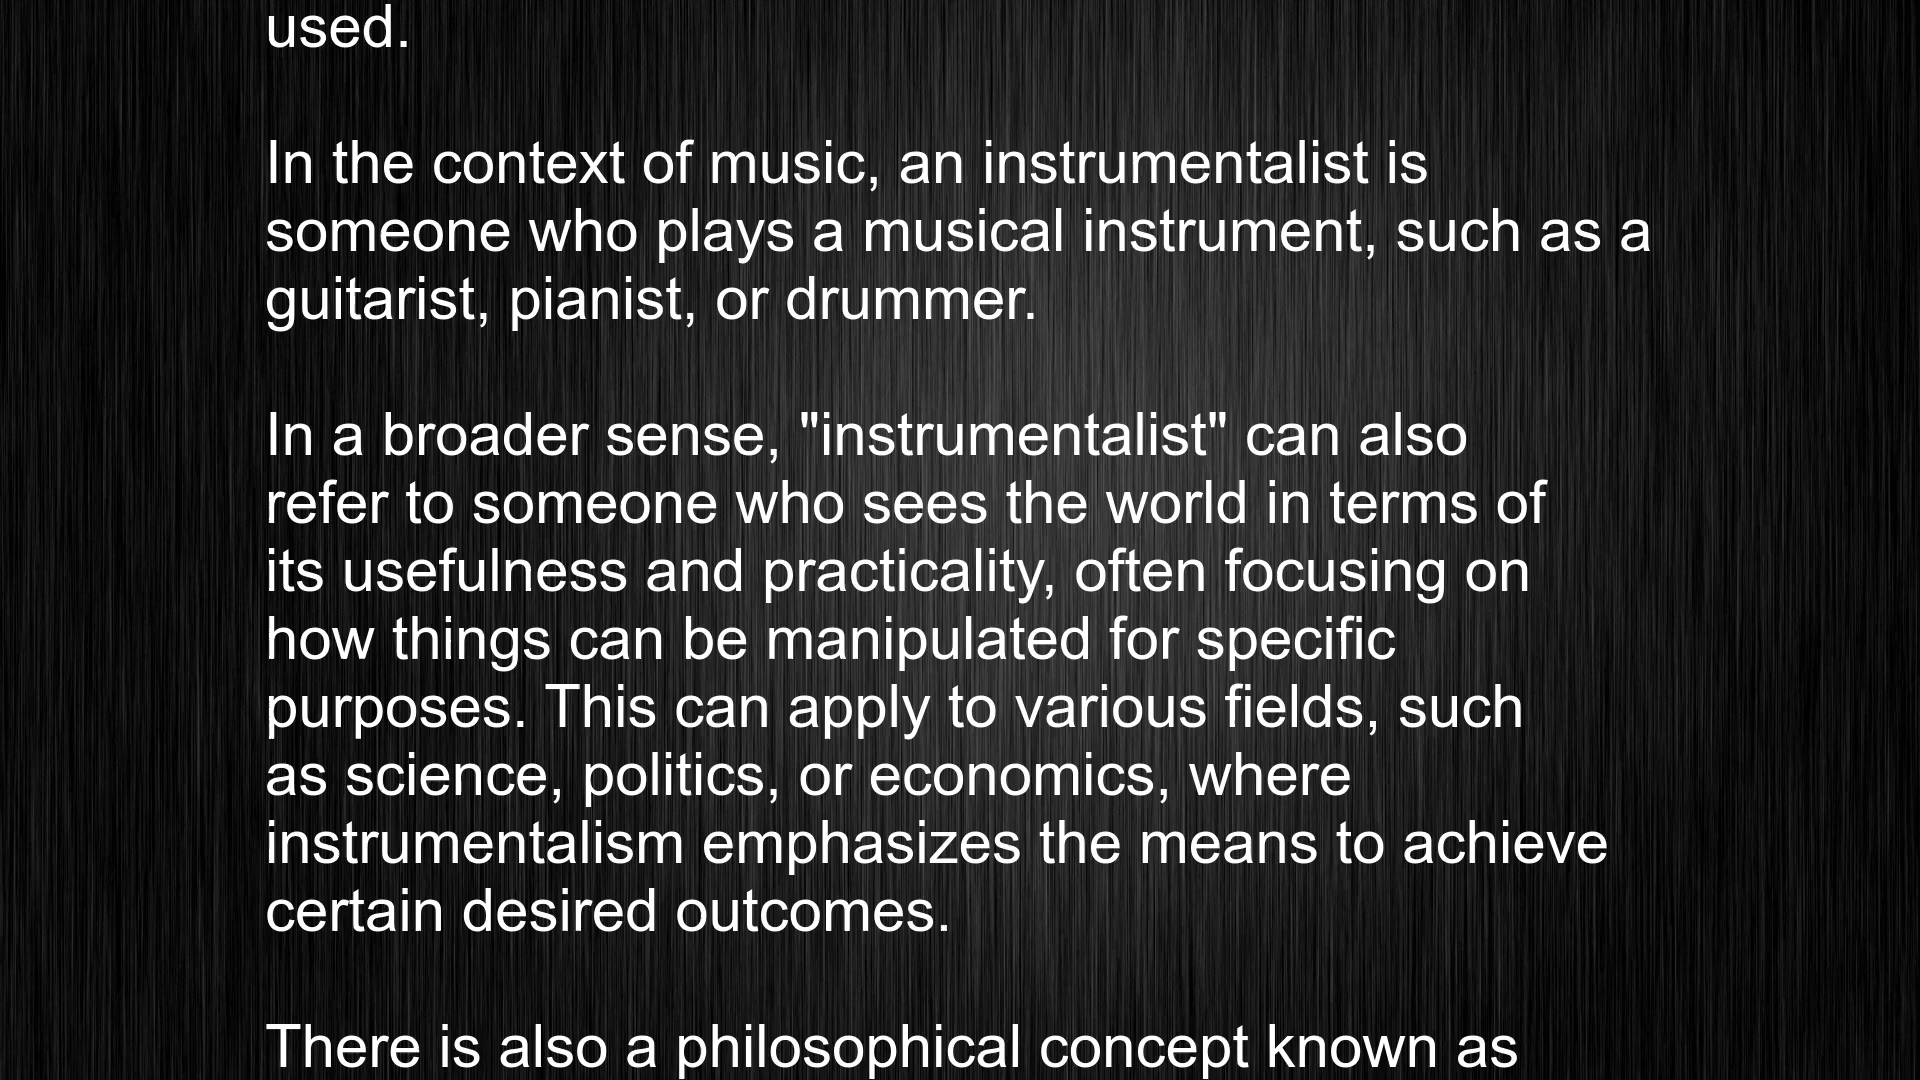 used.
In the context of music, an instrumentalist is
someone who plays a musical instrument, such as a
guitarist, pianist, or drummer.
In a broader sense, "instrumentalist" can also
refer to someone who sees the world in terms of
its usefulness and practicality, often focusing on
how things can be manipulated for specific
purposes. This can apply to various fields, such
as science, politics, or economics, where
instrumentalism emphasizes the means to achieve
certain desired outcomes.
There is also a philosophical concept known as